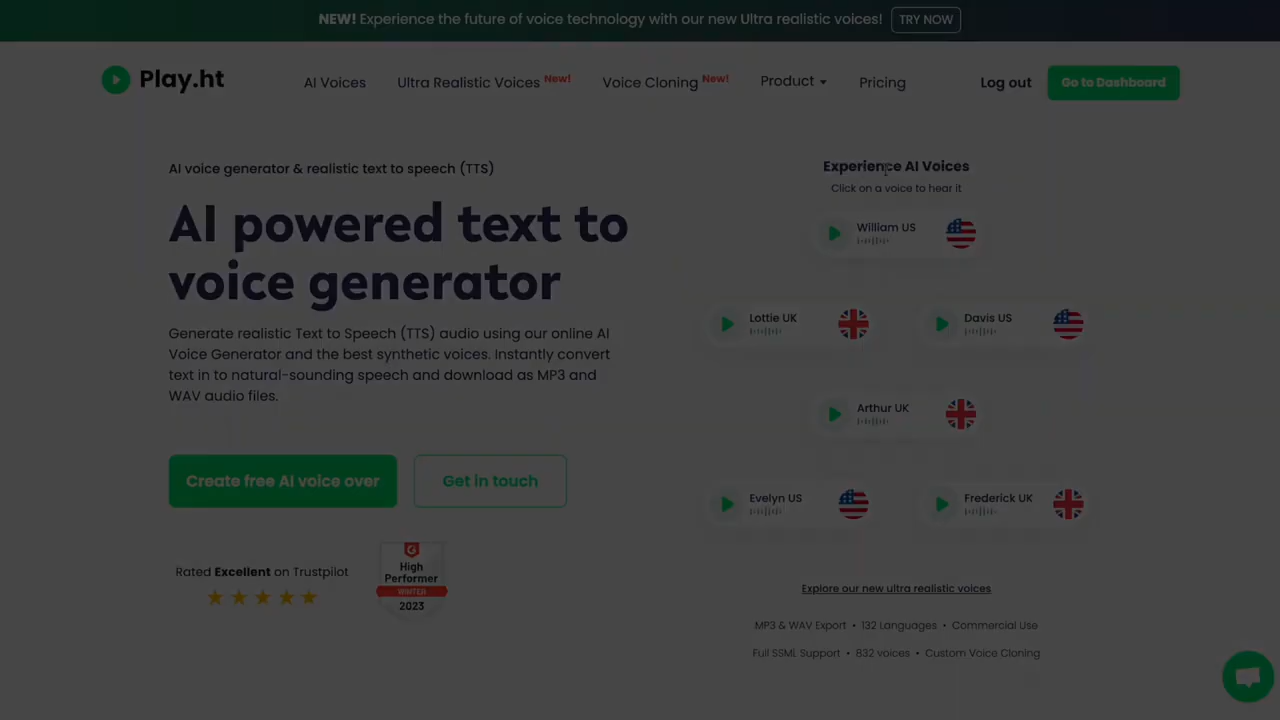 NEW! Experience the future of voice technology with our new Ultra realistic voices! TRY NOW
Play.ht
AI Voices
Ultra Realistic Voices New!
Voice Cloning New!
Product
Pricing
Log out
Go to Dashboard
AI voice generator & realistic text to speech (TTS)
AI powered text to
voice generator
Generate realistic Text to Speech (TTS) audio using our online AI
Voice Generator and the best synthetic voices. Instantly convert
text in to natural-sounding speech and download as MP3 and
WAV audio files.
Create free AI voice over
Get in touch
Rated Excellent on Trustpilot
High
Performer
WINTER
2023
Experience AI Voices
Click on a voice to hear it
William US
Lottie UK
Davis US
Arthur UK
Evelyn US
Frederick UK
Explore our new ultra realistic voices
MP3 & WAV Export • 132 Languages • Commercial Use
Full SSML Support • 832 voices • Custom Voice Cloning